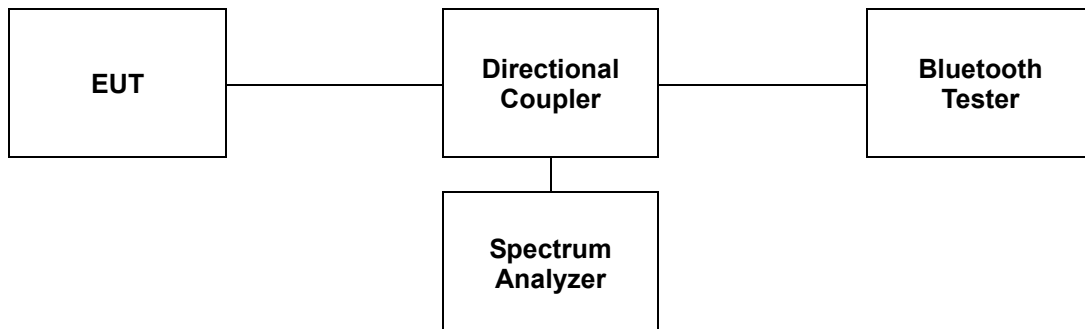 EUT
Directional
Coupler
Bluetooth
Tester
Spectrum
Analyzer